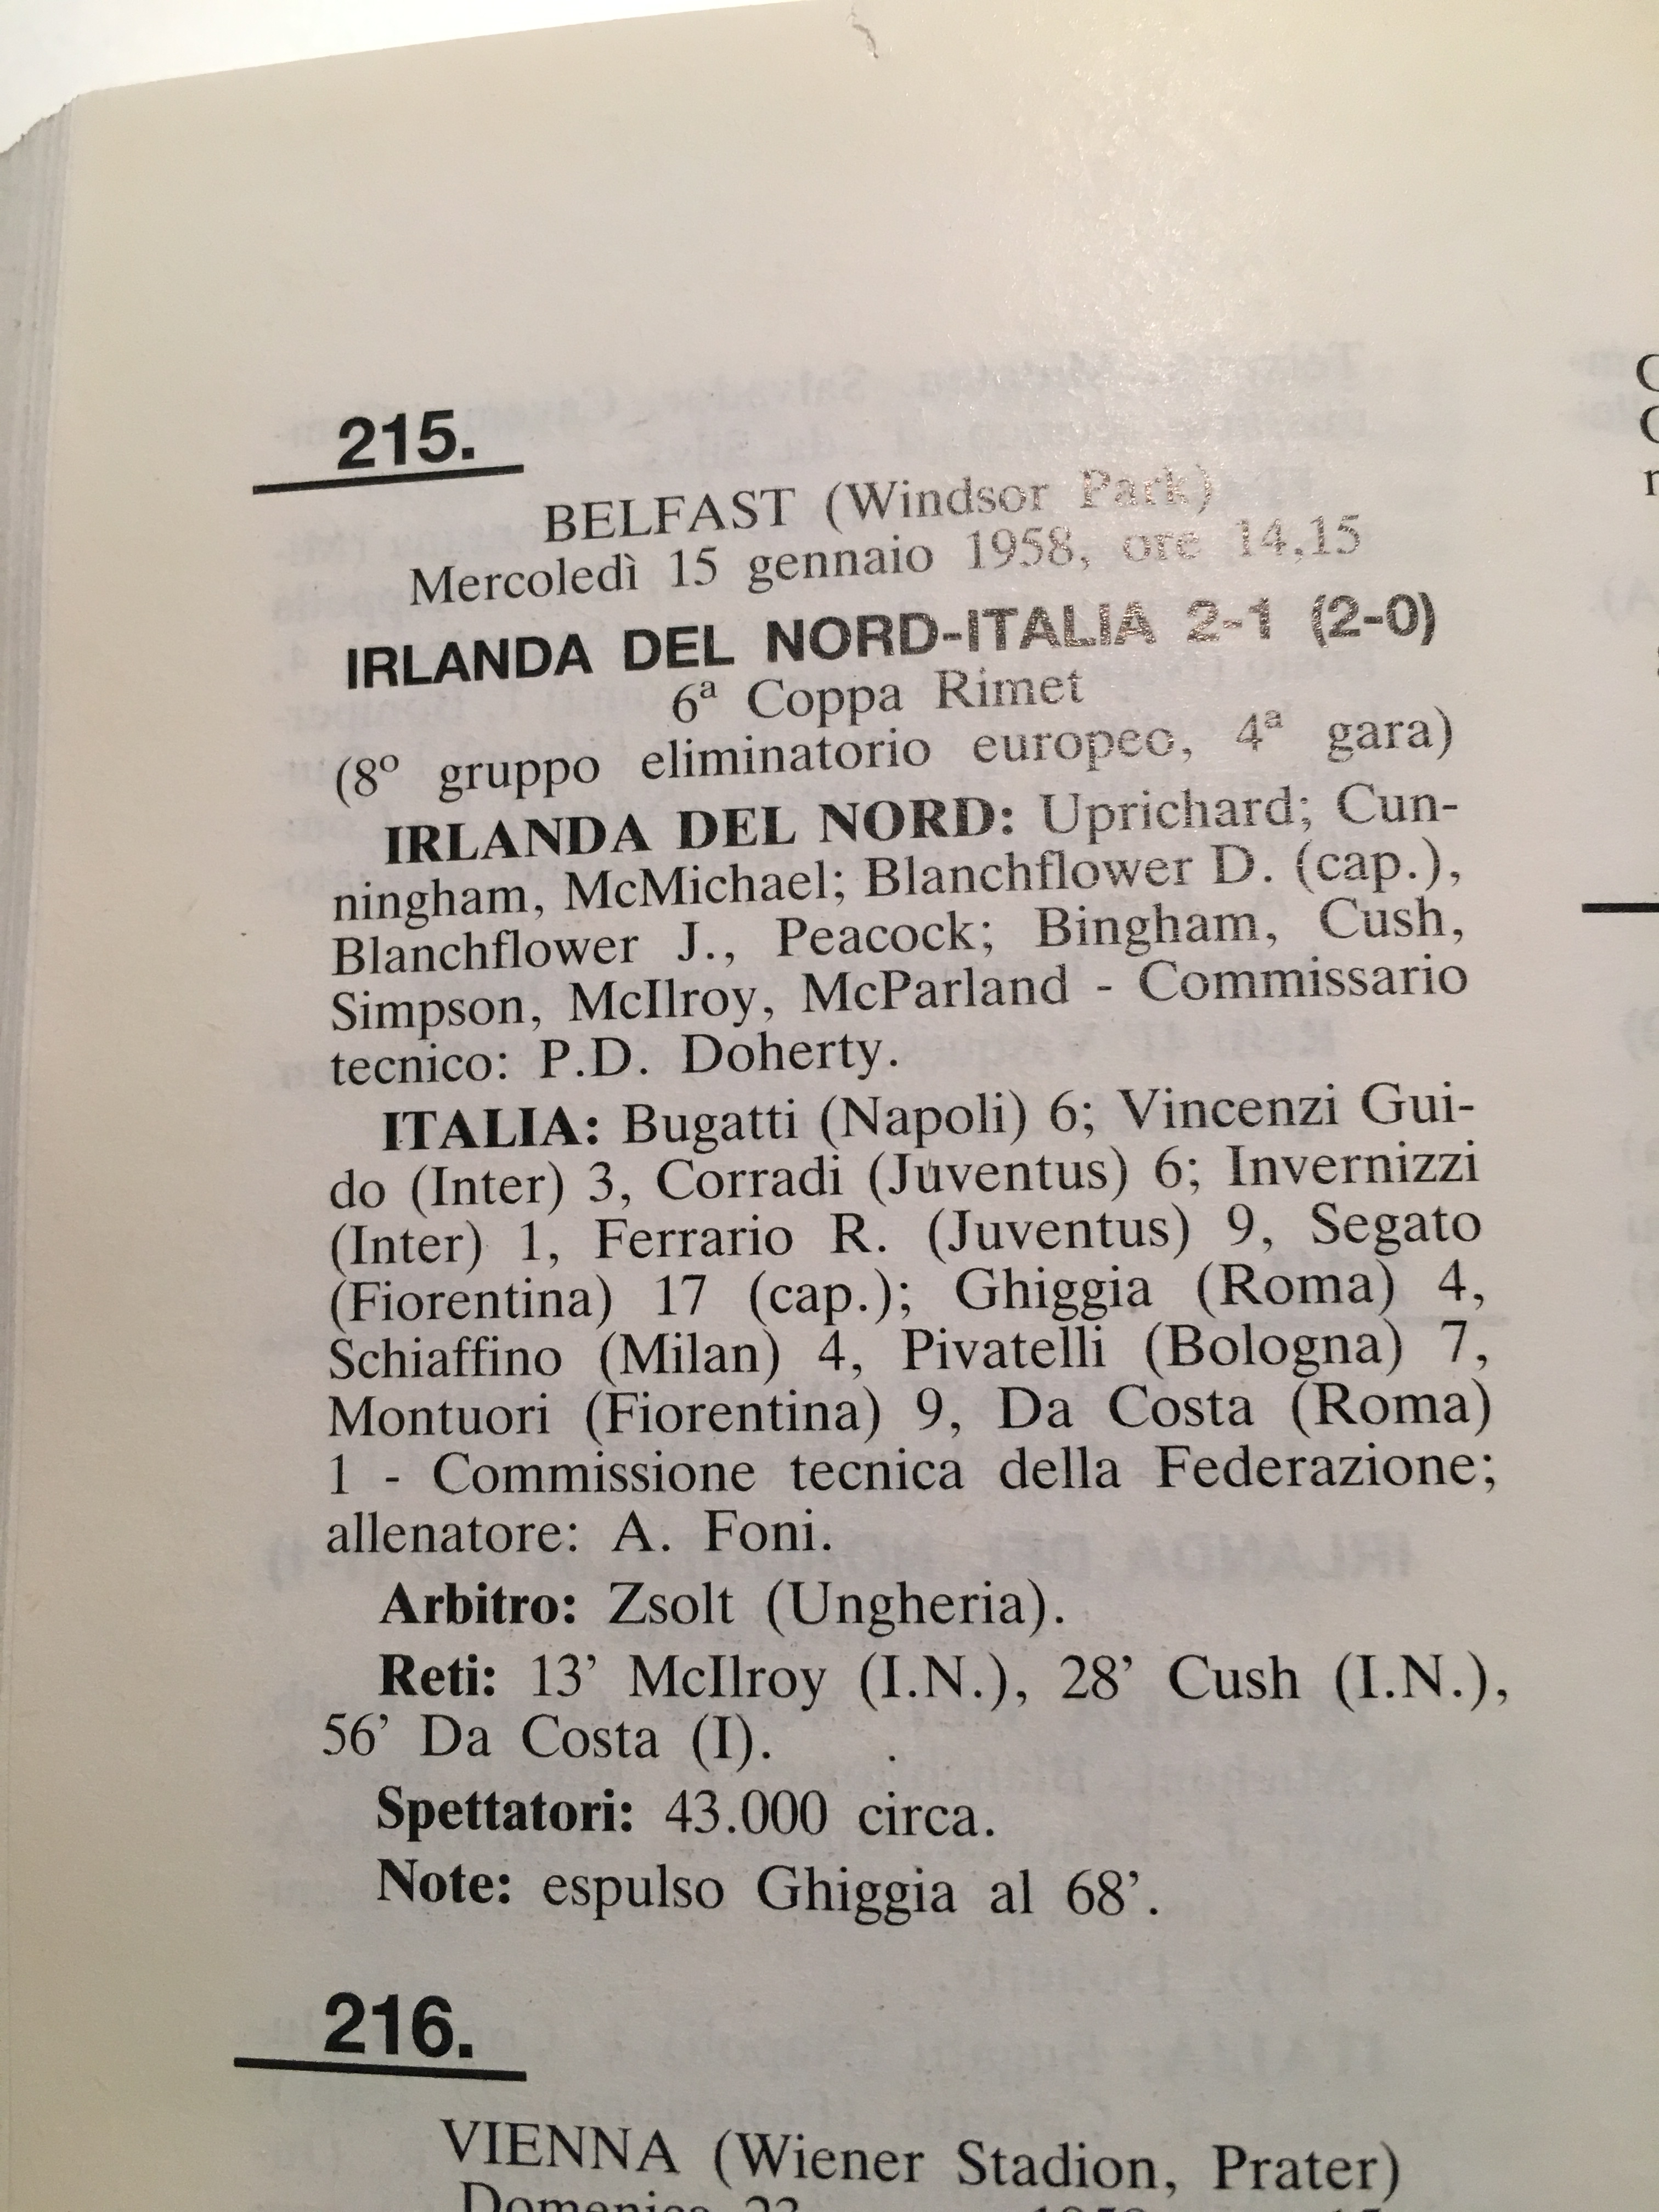 215.
BELFAST (Windsor Park)
Mercoledì 15 gennaio 1958, ore 14,15
IRLANDA DEL NORD-ITALIA 2-1 (2-0)
6ª Coppa Rimet
(8º gruppo eliminatorio europeo, 4ª gara)
IRLANDA DEL NORD: Uprichard; Cun-
ningham, McMichael; Blanchflower D. (cap.),
Blanchflower J., Peacock; Bingham, Cush,
Simpson, McIlroy, McParland - Commissario
tecnico: P.D. Doherty.
ITALIA: Bugatti (Napoli) 6; Vincenzi Gui-
do (Inter) 3, Corradi (Juventus) 6; Invernizzi
(Inter) 1, Ferrario R. (Juventus) 9, Segato
(Fiorentina) 17 (cap.); Ghiggia (Roma) 4,
Schiaffino (Milan) 4, Pivatelli (Bologna) 7,
Montuori (Fiorentina) 9, Da Costa (Roma)
1 - Commissione tecnica della Federazione;
allenatore: A. Foni.
Arbitro: Zsolt (Ungheria).
Reti: 13’ McIlroy (I.N.), 28’ Cush (I.N.),
56’ Da Costa (I).
Spettatori: 43.000 circa.
Note: espulso Ghiggia al 68’.
216.
VIENNA (Wiener Stadion, Prater)
Domenica 23